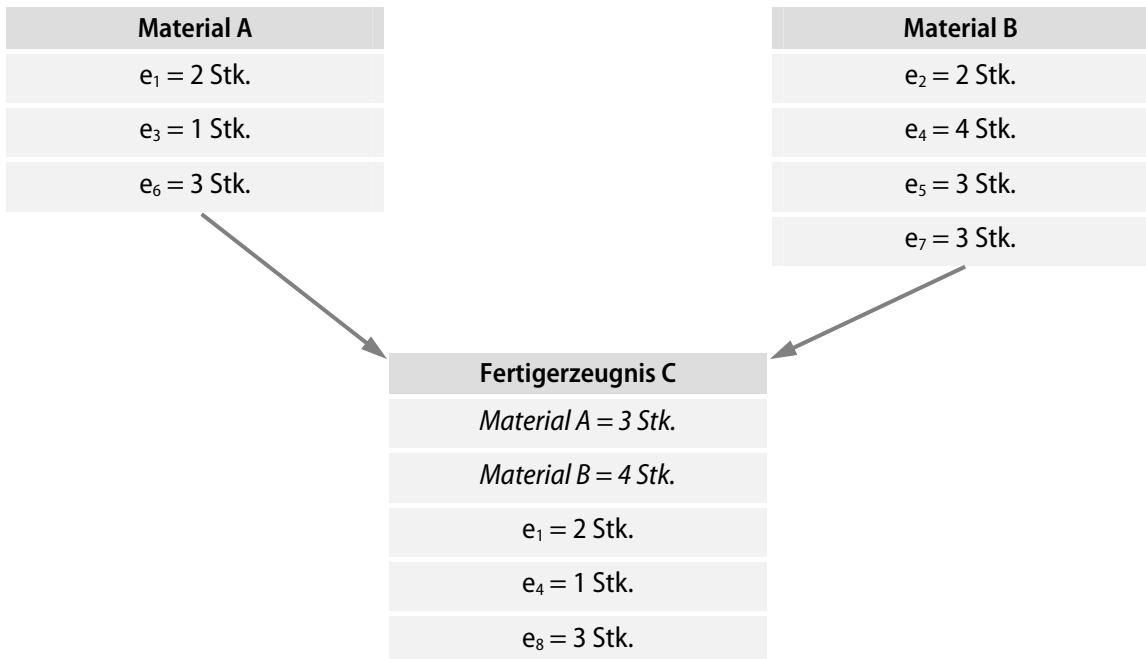 Material A
e₁ = 2 Stk.
e₃ = 1 Stk.
e₆ = 3 Stk.
Material B
e₂ = 2 Stk.
e₄ = 4 Stk.
e₅ = 3 Stk.
e₇ = 3 Stk.
Fertigerzeugnis C
Material A = 3 Stk.
Material B = 4 Stk.
e₁ = 2 Stk.
e₄ = 1 Stk.
e₈ = 3 Stk.